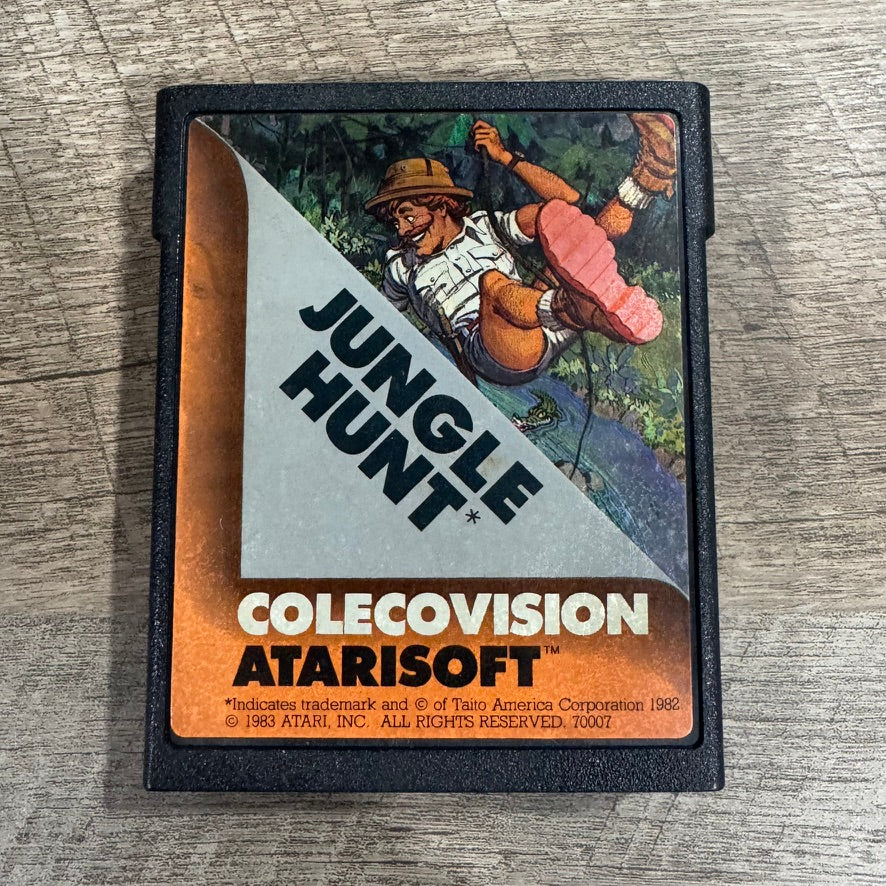 JUNGLE
HUNT*
COLECOVISION
ATARISOFT™
*Indicates trademark and © of Taito America Corporation 1982
© 1983 ATARI, INC. ALL RIGHTS RESERVED. 70007